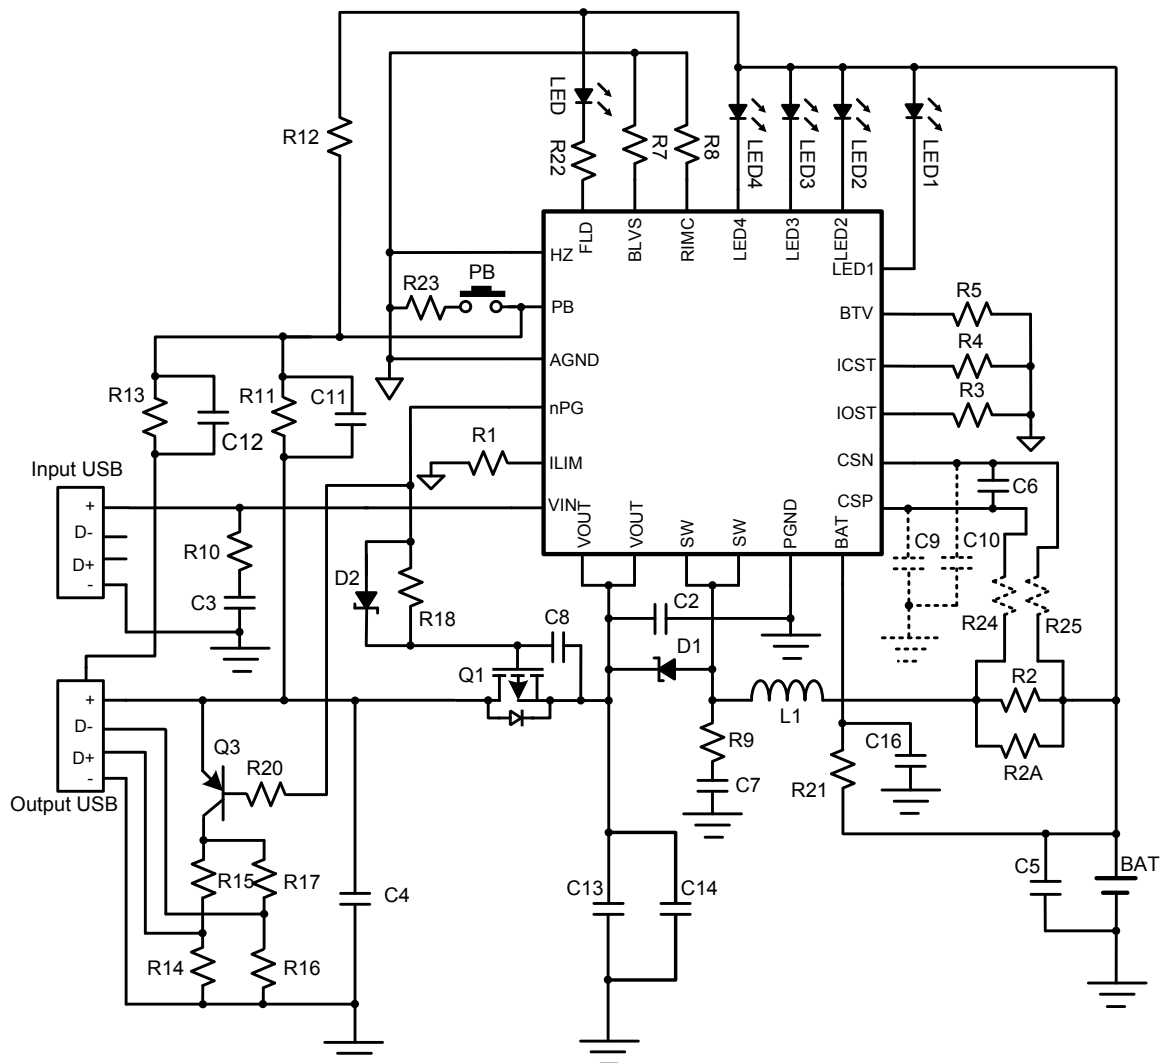 LED
R12
R22
R7
R8
LED4
LED3
LED2
LED1
FLD
BLVS
RIMC
LED4
LED3
LED2
LED1
HZ
PB
R23
PB
AGND
BTV
R5
ICST
R4
IOST
R3
R13
C12
R11
C11
nPG
R1
ILIM
CSN
CSP
C6
Input USB
+
D-
D+
-
VIN
VOUT
VOUT
SW
SW
PGND
BAT
C9
C10
R10
C3
D2
R18
C8
C2
R24
R25
D1
Q1
L1
R2
R2A
Output USB
+
D-
D+
-
Q3
R20
R9
C7
R21
C16
R15
R17
C4
C13
C14
C5
BAT
R14
R16